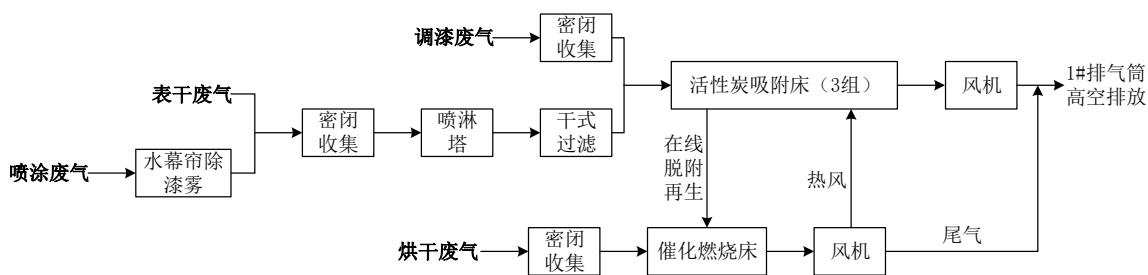 调漆废气
密闭
收集
表干废气
喷涂废气
水幕帘除
漆雾
密闭
收集
喷淋
塔
干式
过滤
活性炭吸附床（3组）
风机
1#排气筒
高空排放
在线
脱附
再生
热风
烘干废气
密闭
收集
催化燃烧床
风机
尾气